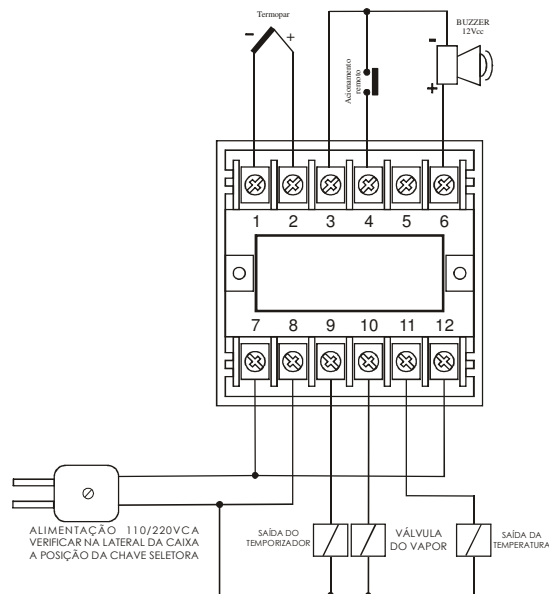 Termopar
- +
BUZZER
12Vcc
-
+
Acionamento
remoto
1 2 3 4 5 6
7 8 9 10 11 12
ALIMENTAÇÃO 110/220VCA
VERIFICAR NA LATERAL DA CAIXA
A POSIÇÃO DA CHAVE SELETORA
SAÍDA DO
TEMPORIZADOR
VÁLVULA
DO VAPOR
SAÍDA DA
TEMPERATURA